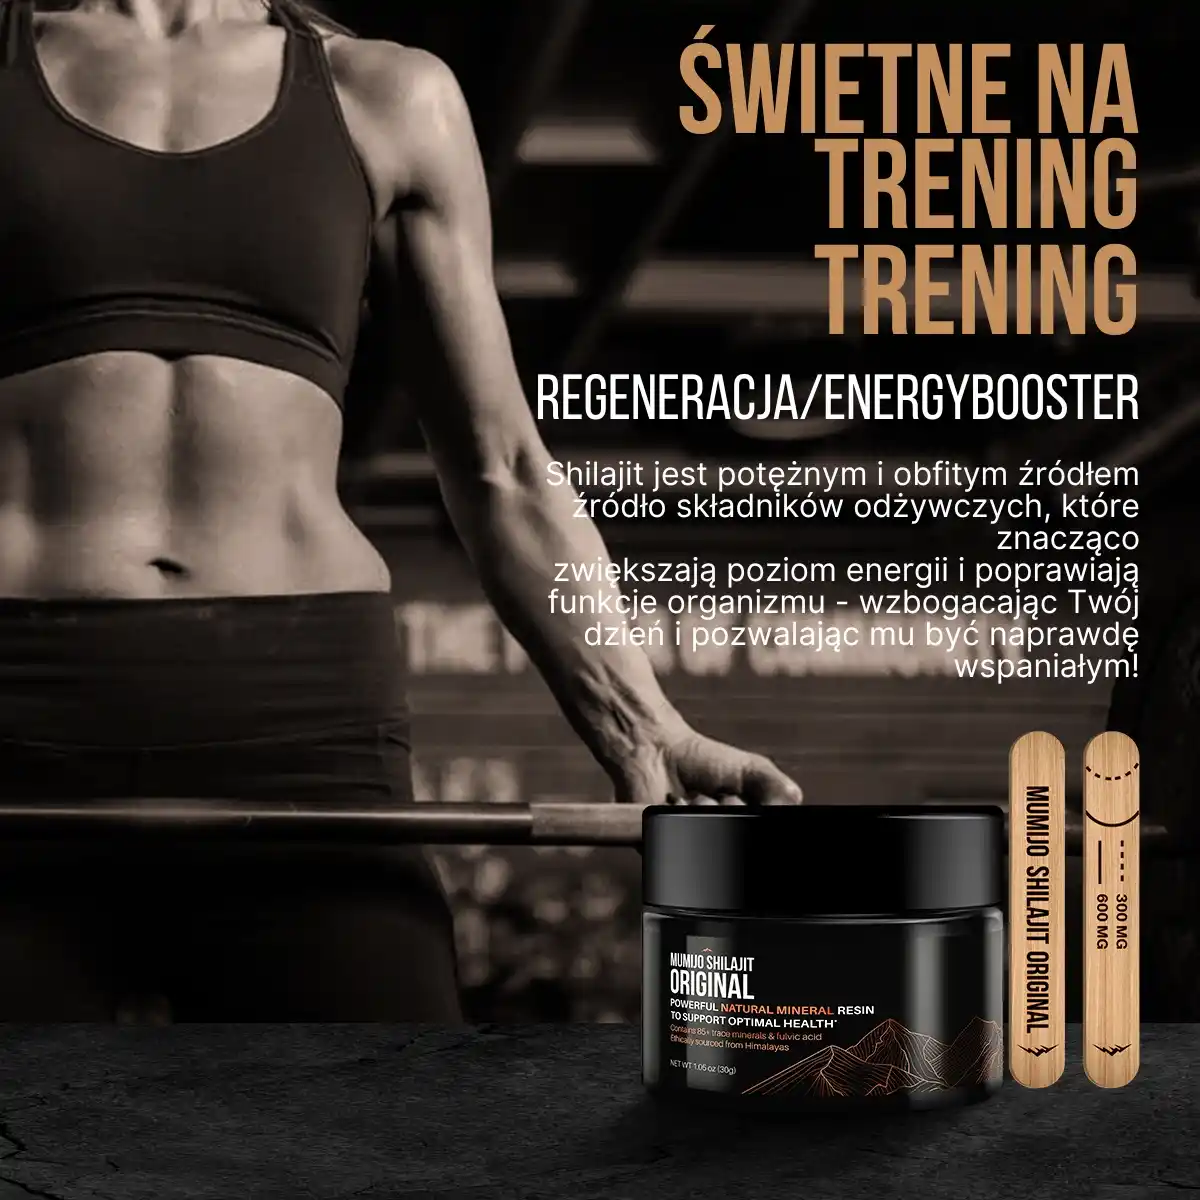 ŚWIETNE NA
TRENING
TRENING
REGENERACJA/ENERGYBOOSTER
Shilajit jest potężnym i obfitym źródłem
źródło składników odżywczych, które
znacząco
zwiększają poziom energii i poprawiają
funkcje organizmu - wzbogacając Twój
dzień i pozwalając mu być naprawdę
wspaniałym!
MUMIJO SHILAJIT ORIGINAL
300 MG
600 MG
MUMIJO SHILAJIT
ORIGINAL
POWERFUL NATURAL MINERAL RESIN
TO SUPPORT OPTIMAL HEALTH*
Contains 85+ trace minerals & fulvic acid
Ethically sourced from Himalayas
NET WT 1.05 oz (30g)